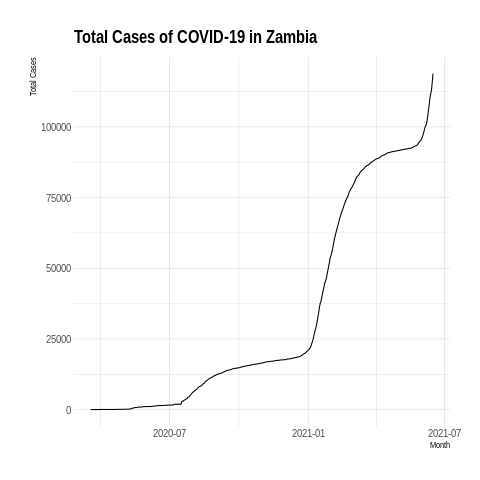 Total Cases of COVID-19 in Zambia
Total Cases
100000
75000
50000
25000
0
2020-07
2021-01
2021-07
Month